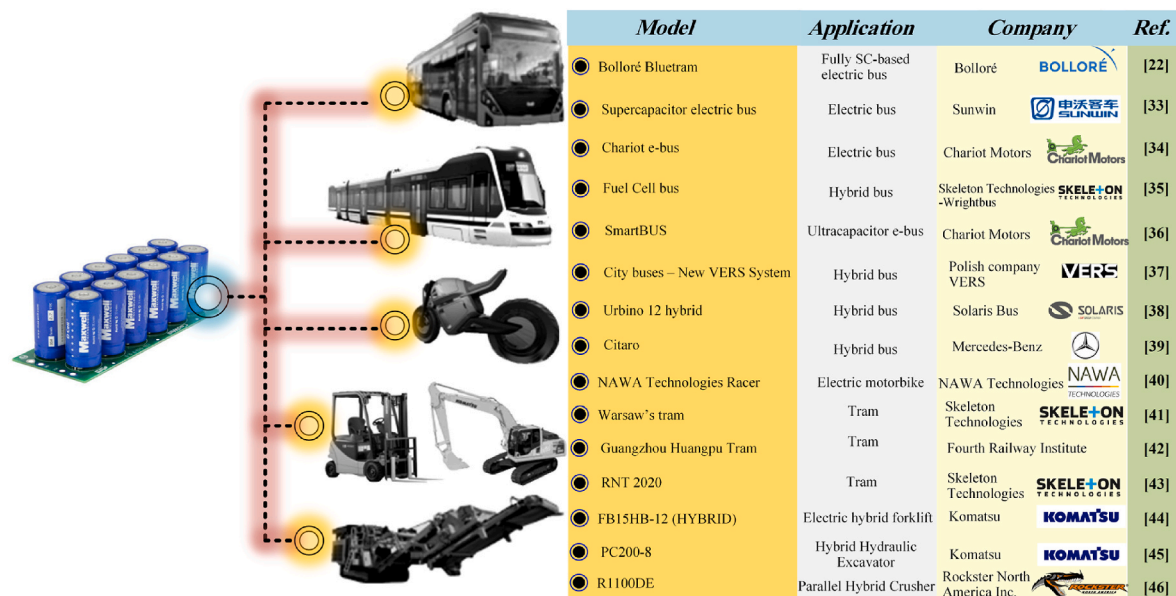 Model Application Company Ref.
Bolloré Bluetram Fully SC-based electric bus Bolloré BOLLORÉ [22]
Supercapacitor electric bus Electric bus Sunwin 申沃客车 SUNWIN [33]
Chariot e-bus Electric bus Chariot Motors Chariot Motors [34]
Fuel Cell bus Hybrid bus Skeleton Technologies -Wrightbus SKELETON TECHNOLOGIES [35]
SmartBUS Ultracapacitor e-bus Chariot Motors Chariot Motors [36]
City buses – New VERS System Hybrid bus Polish company VERS VERS [37]
Urbino 12 hybrid Hybrid bus Solaris Bus SOLARIS [38]
Citaro Hybrid bus Mercedes-Benz [39]
NAWA Technologies Racer Electric motorbike NAWA Technologies NAWA TECHNOLOGIES [40]
Warsaw's tram Tram Skeleton Technologies SKELETON TECHNOLOGIES [41]
Guangzhou Huangpu Tram Tram Fourth Railway Institute [42]
RNT 2020 Tram Skeleton Technologies SKELETON TECHNOLOGIES [43]
FB15HB-12 (HYBRID) Electric hybrid forklift Komatsu KOMATSU [44]
PC200-8 Hybrid Hydraulic Excavator Komatsu KOMATSU [45]
R1100DE Parallel Hybrid Crusher Rockster North America Inc. ROCKSTER NORTH AMERICA [46]
Maxwell
Maxwell
Maxwell
Maxwell
Maxwell